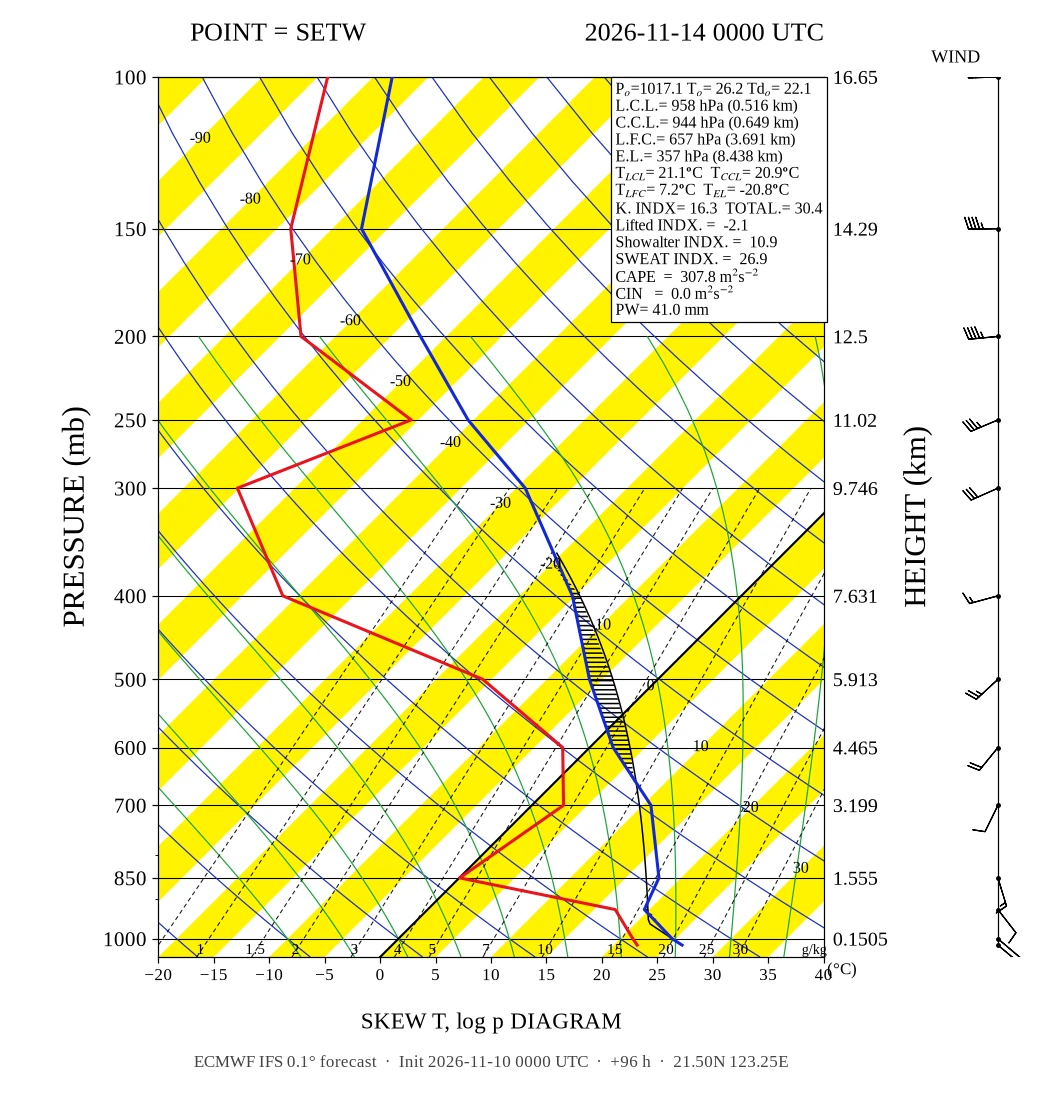 POINT = SETW 2026-11-14 0000 UTC
WIND
100 16.65
Pₒ=1017.1 Tₒ= 26.2 Tdₒ= 22.1
L.C.L.= 958 hPa (0.516 km)
C.C.L.= 944 hPa (0.649 km)
L.F.C.= 657 hPa (3.691 km)
E.L.= 357 hPa (8.438 km)
T_LCL= 21.1°C T_CCL= 20.9°C
T_LFC= 7.2°C T_EL= -20.8°C
K. INDX= 16.3 TOTAL.= 30.4
Lifted INDX. = -2.1
Showalter INDX. = 10.9
SWEAT INDX. = 26.9
CAPE = 307.8 m²s⁻²
CIN = 0.0 m²s⁻²
PW= 41.0 mm
-90
-80
150 14.29
-70
-60
200 12.5
-50
250 11.02
-40
300 9.746
-30
-20
400 7.631
-10
500 5.913
0
600 4.465
10
700 3.199
20
30
850 1.555
1000 0.1505
1 1.5 2 3 4 5 7 10 15 20 25 30 g/kg
−20 −15 −10 −5 0 5 10 15 20 25 30 35 40 (°C)
PRESSURE (mb)
HEIGHT (km)
SKEW T, log p DIAGRAM
ECMWF IFS 0.1° forecast · Init 2026-11-10 0000 UTC · +96 h · 21.50N 123.25E